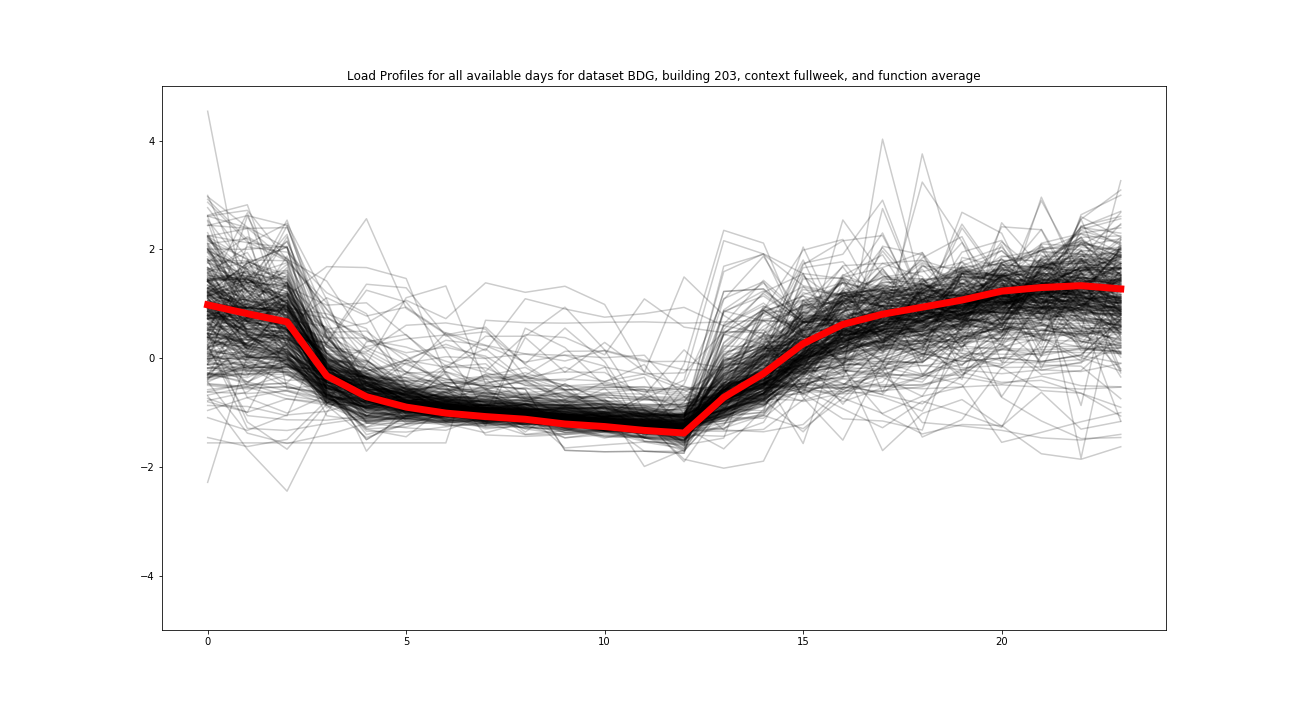 Load Profiles for all available days for dataset BDG, building 203, context fullweek, and function average
4
2
0
−2
−4
0 5 10 15 20